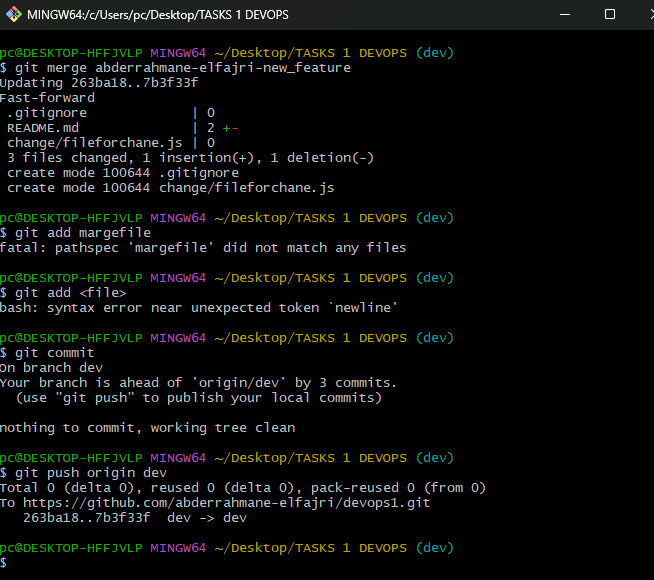 MINGW64:/c/Users/pc/Desktop/TASKS 1 DEVOPS
pc@DESKTOP-HFFJVLP MINGW64 ~/Desktop/TASKS 1 DEVOPS (dev)
$ git merge abderrahmane-elfajri-new_feature
Updating 263ba18..7b3f33f
Fast-forward
 .gitignore             | 0
 README.md              | 2 +-
 change/fileforchane.js | 0
 3 files changed, 1 insertion(+), 1 deletion(-)
 create mode 100644 .gitignore
 create mode 100644 change/fileforchane.js
pc@DESKTOP-HFFJVLP MINGW64 ~/Desktop/TASKS 1 DEVOPS (dev)
$ git add margefile
fatal: pathspec 'margefile' did not match any files
pc@DESKTOP-HFFJVLP MINGW64 ~/Desktop/TASKS 1 DEVOPS (dev)
$ git add <file>
bash: syntax error near unexpected token `newline'
pc@DESKTOP-HFFJVLP MINGW64 ~/Desktop/TASKS 1 DEVOPS (dev)
$ git commit
On branch dev
Your branch is ahead of 'origin/dev' by 3 commits.
  (use "git push" to publish your local commits)
nothing to commit, working tree clean
pc@DESKTOP-HFFJVLP MINGW64 ~/Desktop/TASKS 1 DEVOPS (dev)
$ git push origin dev
Total 0 (delta 0), reused 0 (delta 0), pack-reused 0 (from 0)
To https://github.com/abderrahmane-elfajri/devops1.git
   263ba18..7b3f33f  dev -> dev
pc@DESKTOP-HFFJVLP MINGW64 ~/Desktop/TASKS 1 DEVOPS (dev)
$